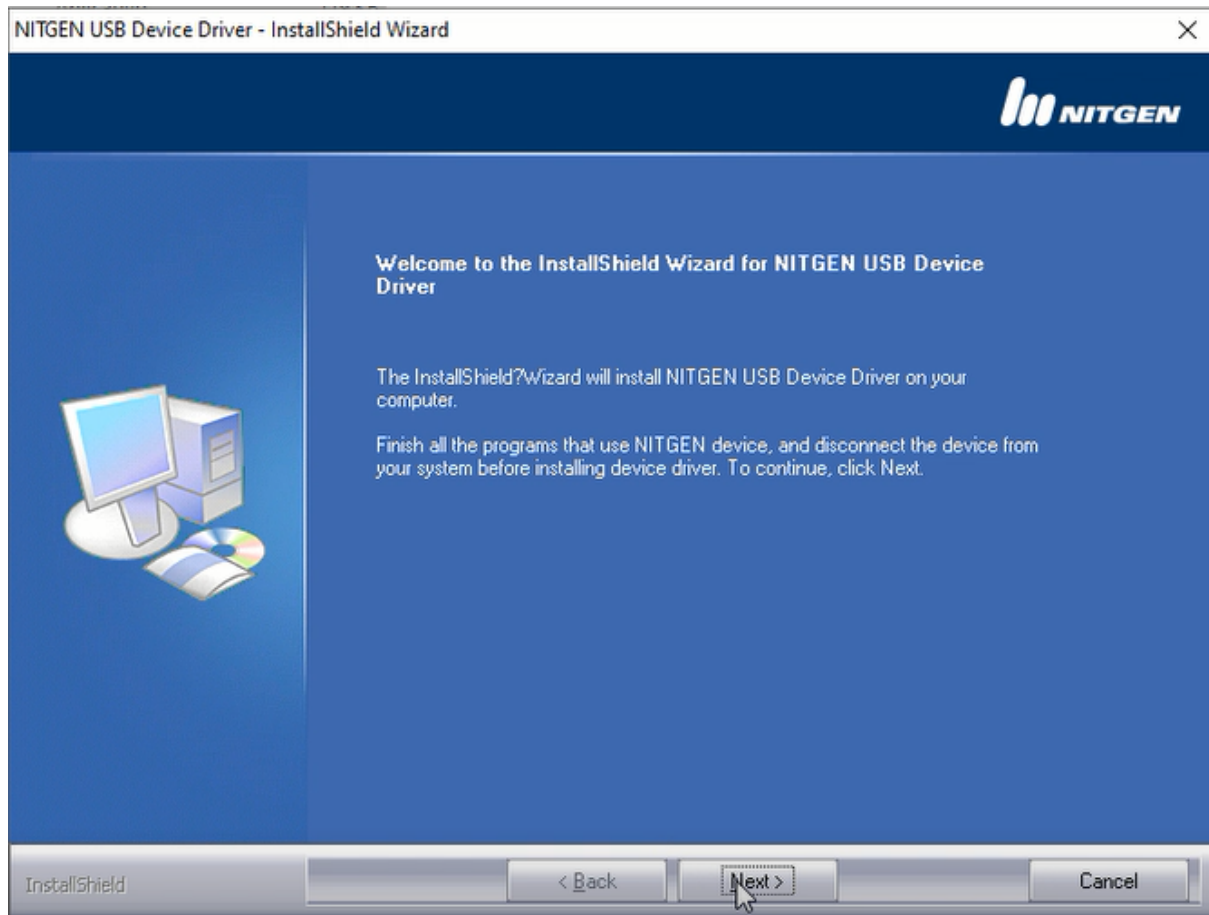 NITGEN USB Device Driver - InstallShield Wizard
NITGEN
Welcome to the InstallShield Wizard for NITGEN USB Device
Driver
The InstallShield?Wizard will install NITGEN USB Device Driver on your
computer.
Finish all the programs that use NITGEN device, and disconnect the device from
your system before installing device driver. To continue, click Next.
InstallShield
< Back
Next >
Cancel